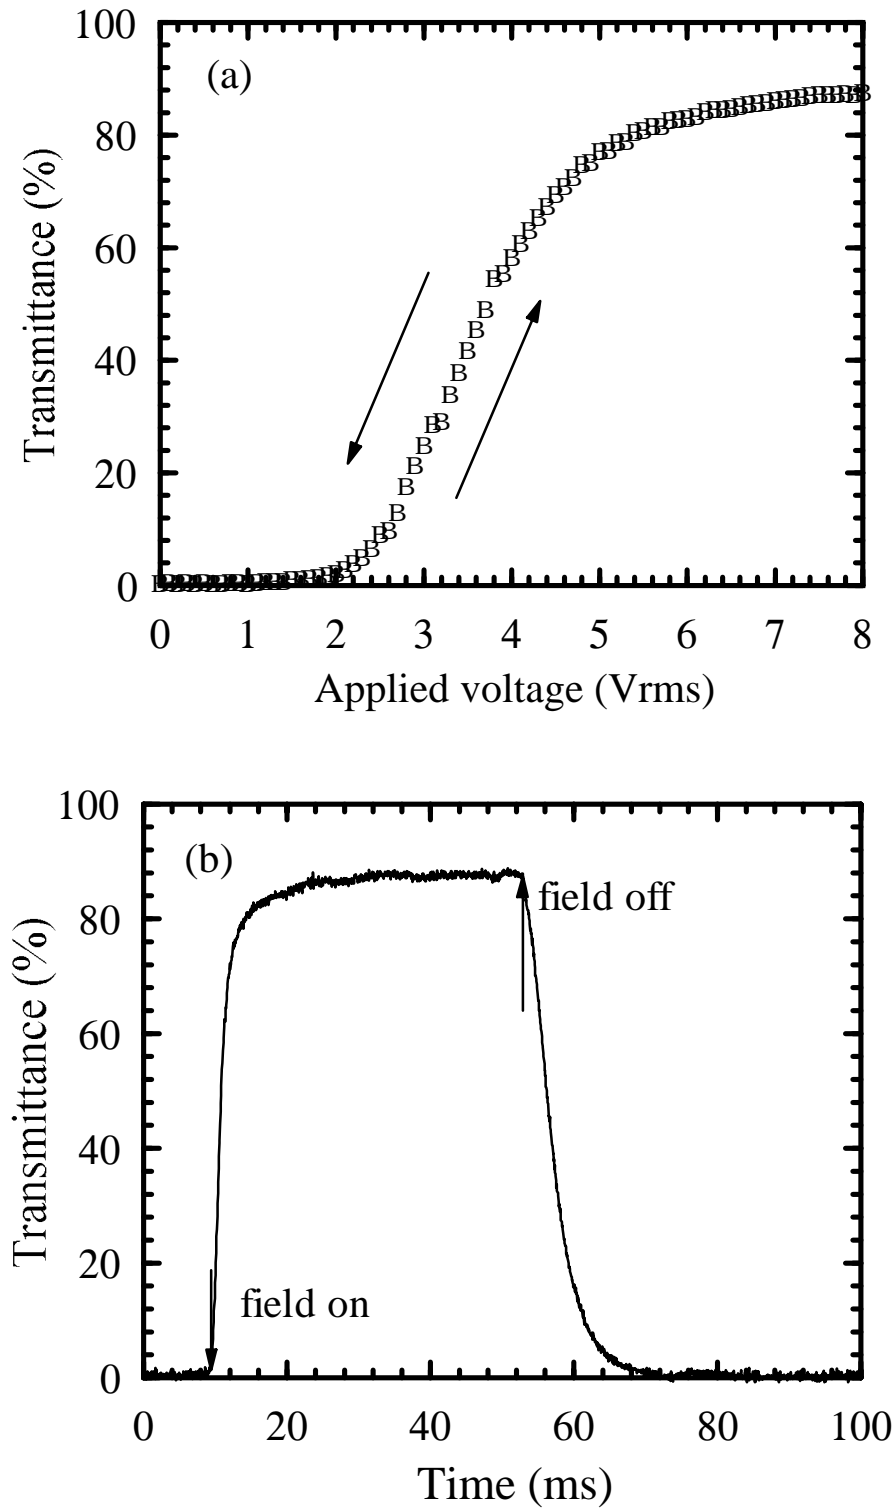 100
(a)
80
60
40
20
0
Transmittance (%)
0 1 2 3 4 5 6 7 8
Applied voltage (Vrms)
100
(b)
field off
80
60
40
20
field on
0
Transmittance (%)
0 20 40 60 80 100
Time (ms)